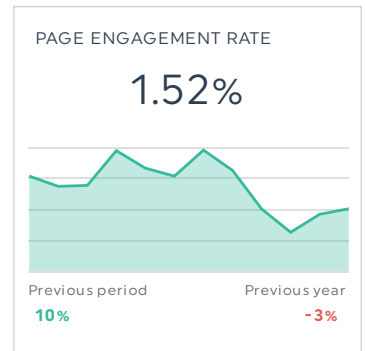 PAGE ENGAGEMENT RATE
1.52%
Previous period Previous year
10% -3%